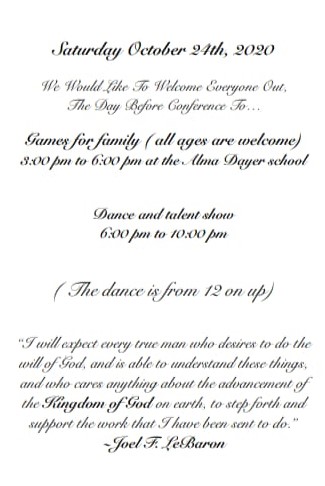 Saturday October 24th, 2020
We Would Like To Welcome Everyone Out,
The Day Before Conference To...
Games for family ( all ages are welcome)
3:00 pm to 6:00 pm at the Alma Dayer school
Dance and talent show
6:00 pm to 10:00 pm
( The dance is from 12 on up)
"I will expect every true man who desires to do the
will of God, and is able to understand these things,
and who cares anything about the advancement of
the Kingdom of God on earth, to step forth and
support the work that I have been sent to do."
~Joel F. LeBaron